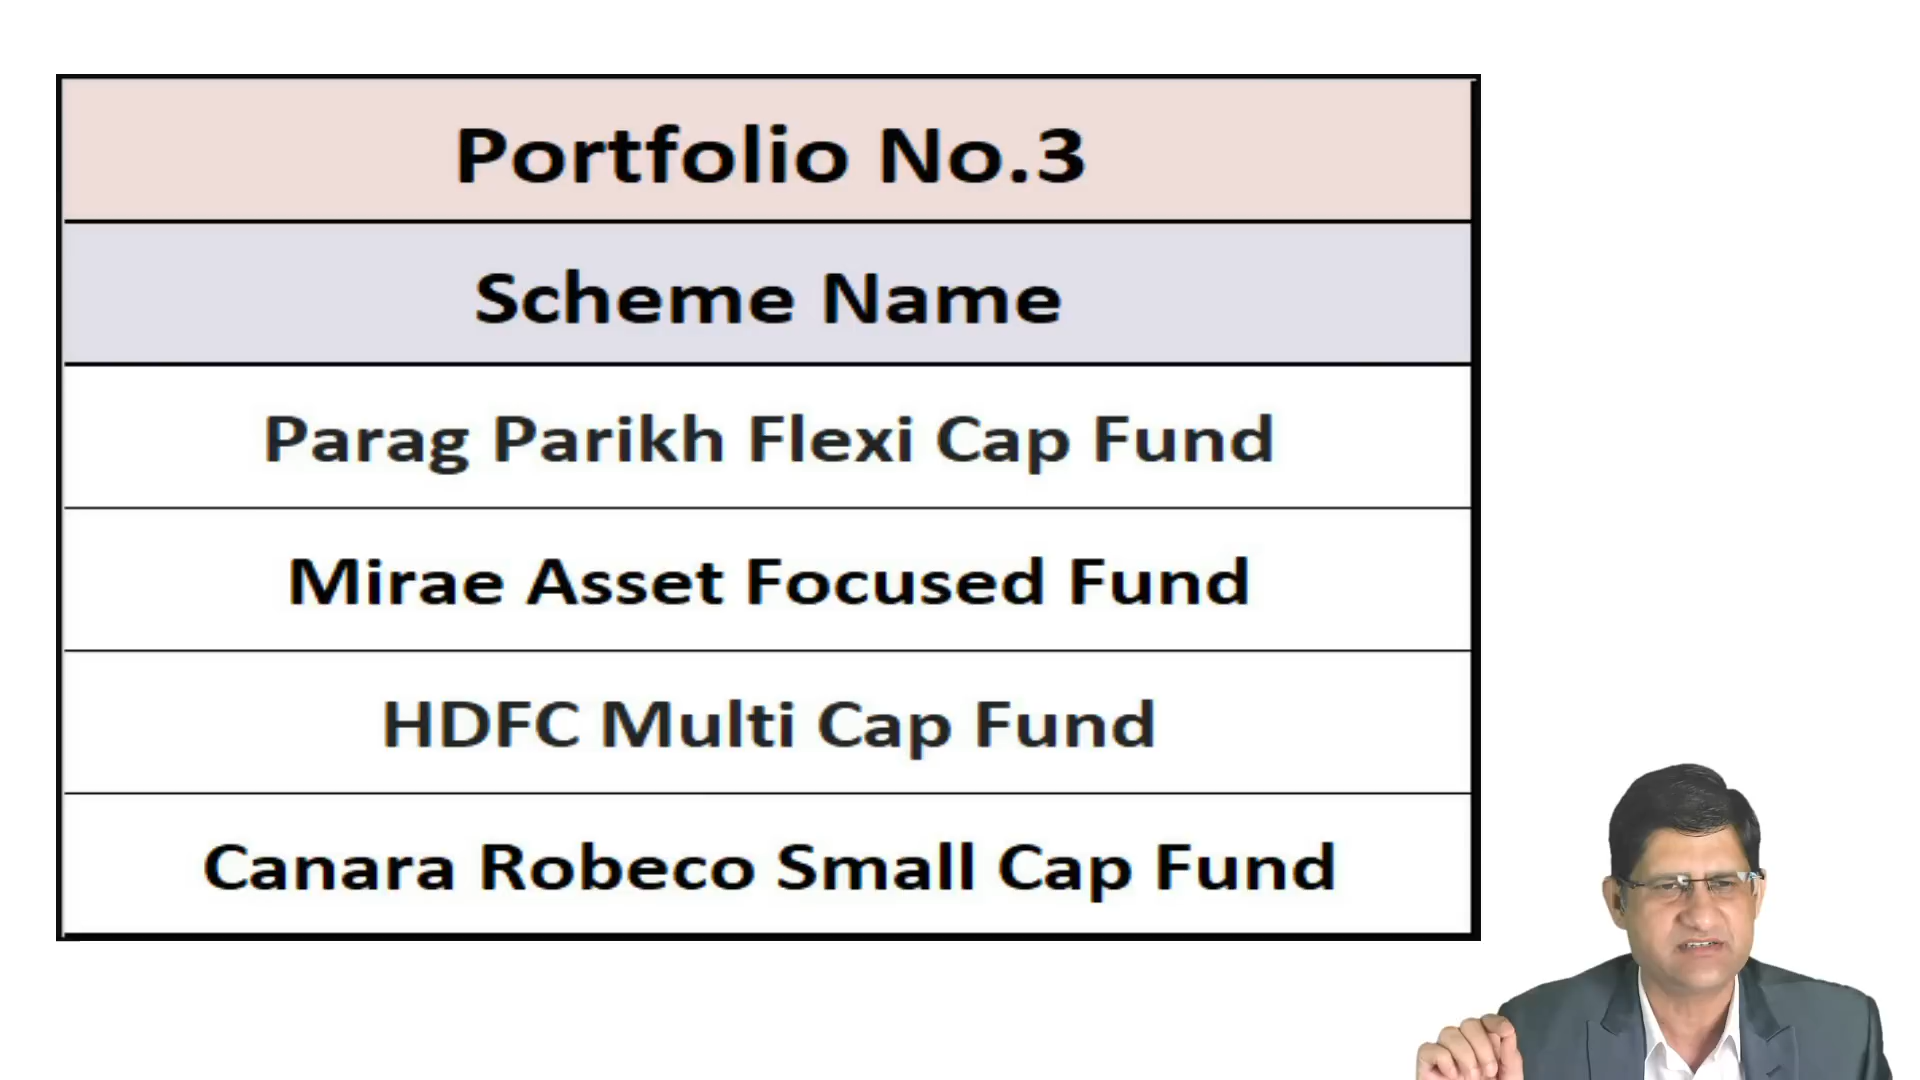 Portfolio No.3
Scheme Name
Parag Parikh Flexi Cap Fund
Mirae Asset Focused Fund
HDFC Multi Cap Fund
Canara Robeco Small Cap Fund